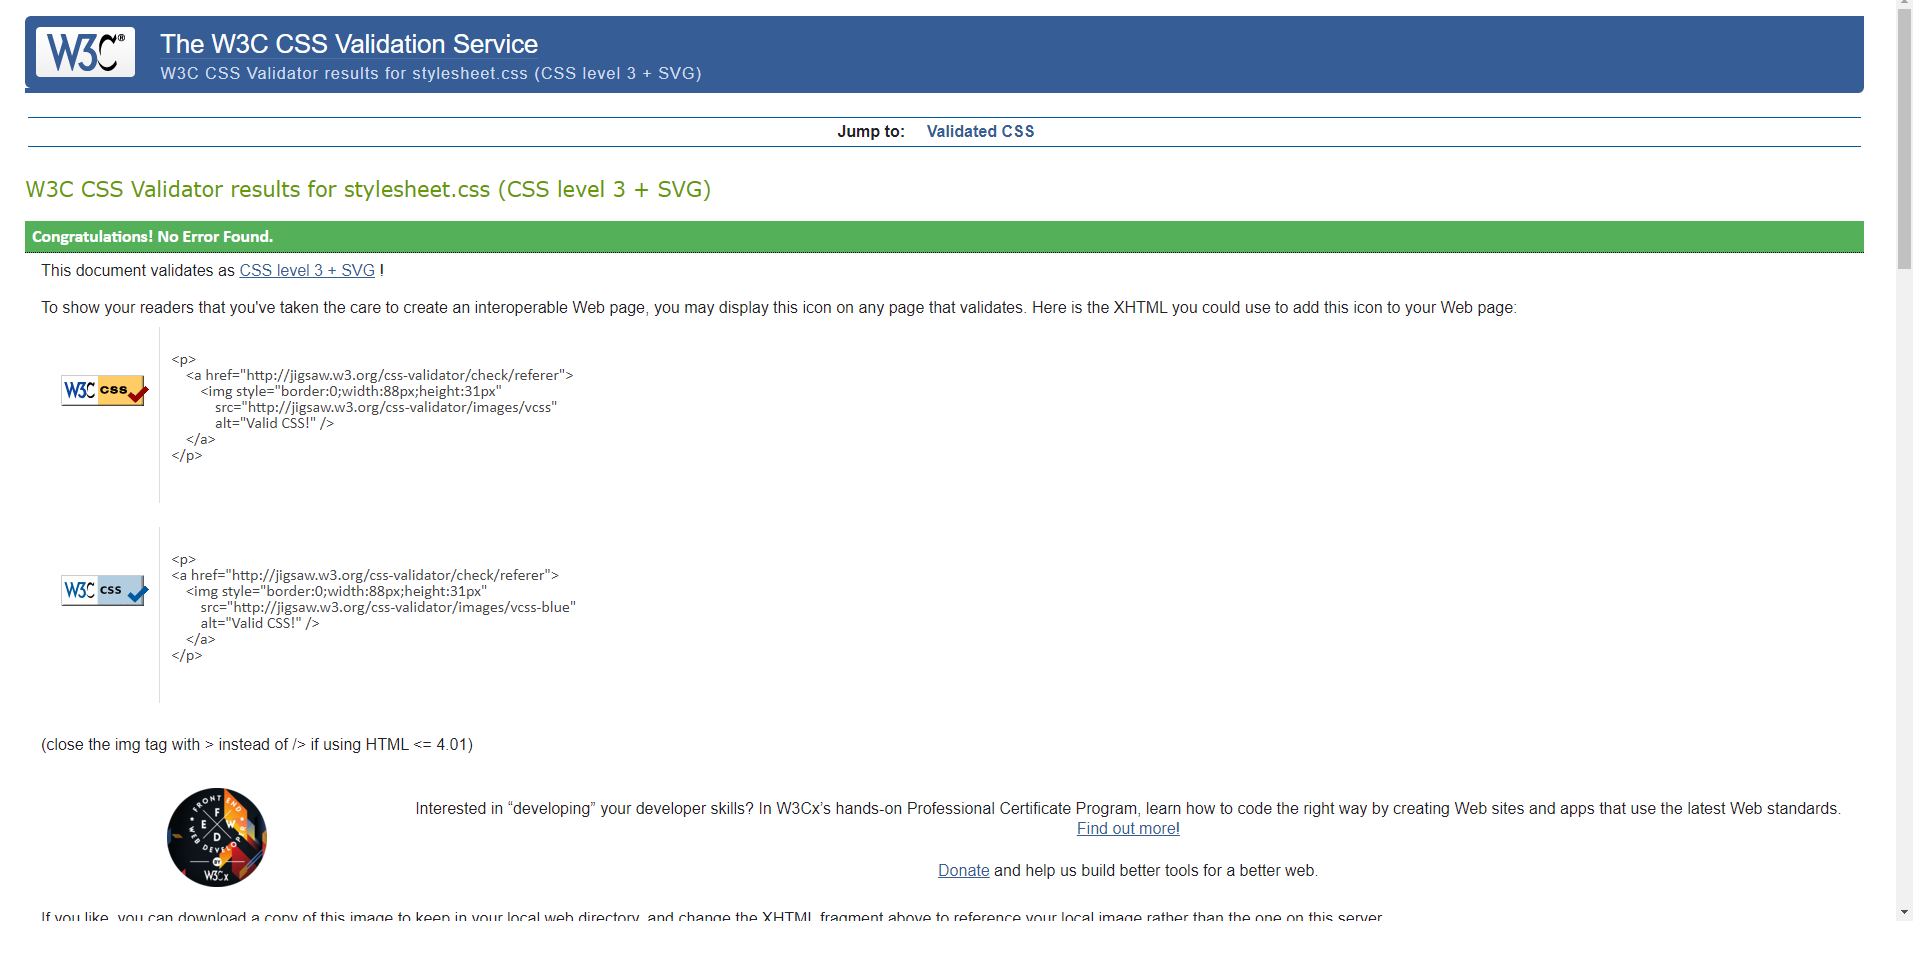 W3C®
The W3C CSS Validation Service
W3C CSS Validator results for stylesheet.css (CSS level 3 + SVG)
Jump to: Validated CSS
W3C CSS Validator results for stylesheet.css (CSS level 3 + SVG)
Congratulations! No Error Found.
This document validates as CSS level 3 + SVG !
To show your readers that you've taken the care to create an interoperable Web page, you may display this icon on any page that validates. Here is the XHTML you could use to add this icon to your Web page:
W3C css
<p>
<a href="http://jigsaw.w3.org/css-validator/check/referer">
<img style="border:0;width:88px;height:31px"
src="http://jigsaw.w3.org/css-validator/images/vcss"
alt="Valid CSS!" />
</a>
</p>
W3C css
<p>
<a href="http://jigsaw.w3.org/css-validator/check/referer">
<img style="border:0;width:88px;height:31px"
src="http://jigsaw.w3.org/css-validator/images/vcss-blue"
alt="Valid CSS!" />
</a>
</p>
(close the img tag with > instead of /> if using HTML <= 4.01)
FRONT END
F
E W
D
WEB DEVELOPER
BY
W3Cx
Interested in “developing” your developer skills? In W3Cx’s hands-on Professional Certificate Program, learn how to code the right way by creating Web sites and apps that use the latest Web standards.
Find out more!
Donate and help us build better tools for a better web.
If you like, you can download a copy of this image to keep in your local web directory, and change the XHTML fragment above to reference your local image rather than the one on this server.